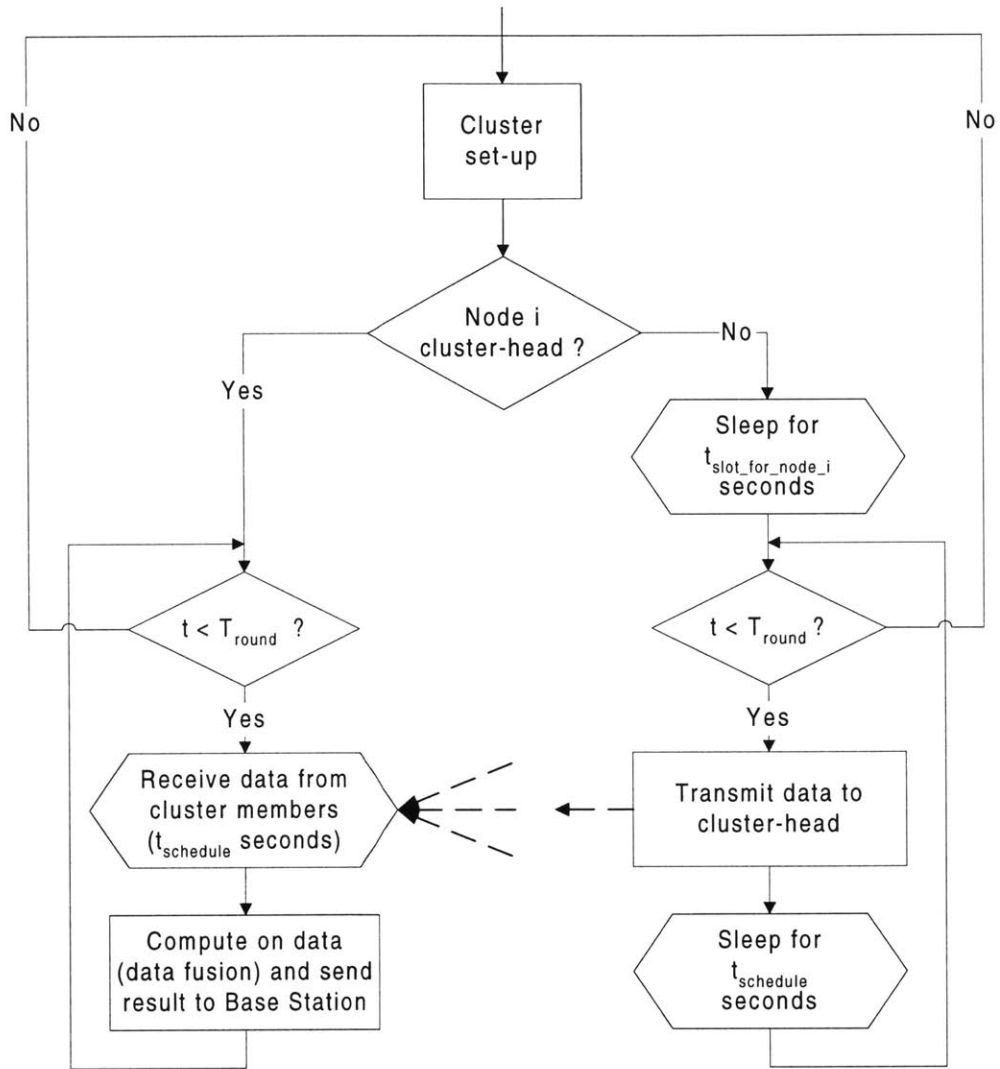 No
No
Cluster
set-up
Node i
cluster-head ?
No
Yes
Sleep for
t_slot_for_node_i
seconds
t < T_round ?
t < T_round ?
Yes
Yes
Receive data from
cluster members
(t_schedule seconds)
Transmit data to
cluster-head
Compute on data
(data fusion) and send
result to Base Station
Sleep for
t_schedule
seconds